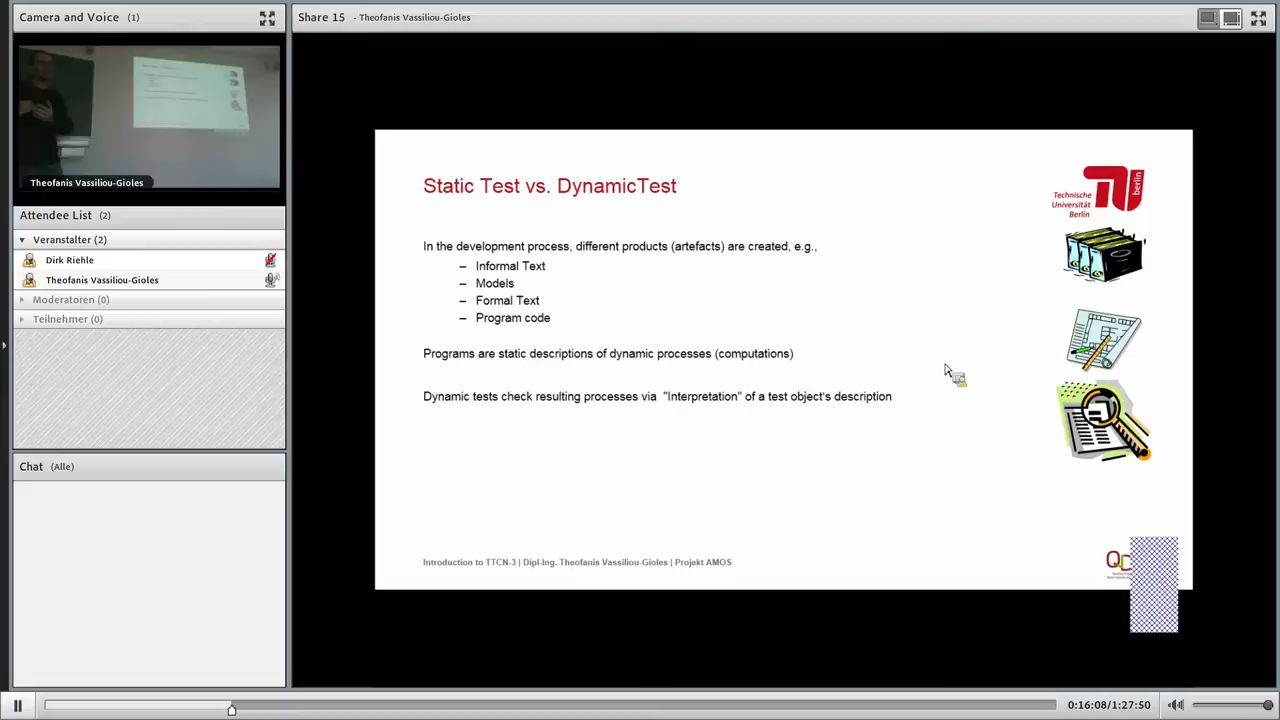 Camera and Voice (1)
Theofanis Vassiliou-Gioles
Attendee List (2)
Veranstalter (2)
Dirk Riehle
Theofanis Vassiliou-Gioles
Moderatoren (0)
Teilnehmer (0)
Chat (Alle)
Share 15 - Theofanis Vassiliou-Gioles
Static Test vs. DynamicTest
Technische
Universität
Berlin
berlin
In the development process, different products (artefacts) are created, e.g.,
– Informal Text
– Models
– Formal Text
– Program code
Programs are static descriptions of dynamic processes (computations)
Dynamic tests check resulting processes via "Interpretation" of a test object's description
Introduction to TTCN-3 | Dipl-Ing. Theofanis Vassiliou-Gioles | Projekt AMOS
0:16:08/1:27:50